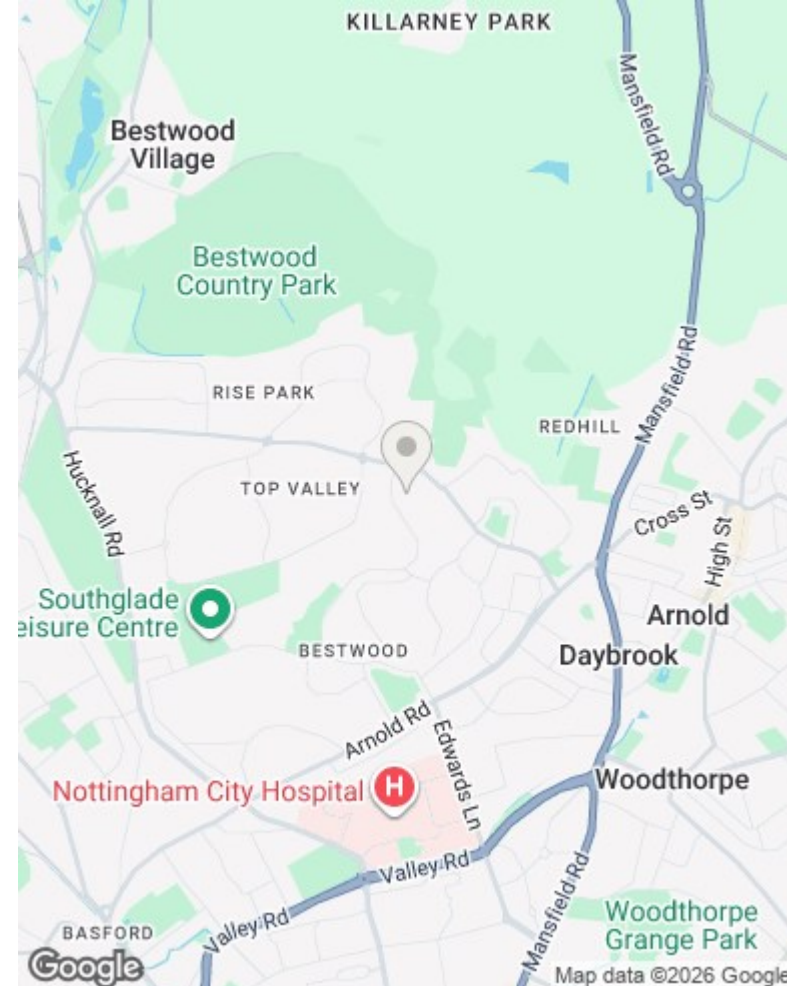 KILLARNEY PARK
Mansfield Rd
Bestwood
Village
Bestwood
Country Park
Mansfield Rd
RISE PARK
REDHILL
Hucknall Rd
TOP VALLEY
Cross St
High St
Southglade
eisure Centre
Arnold
BESTWOOD
Daybrook
Arnold Rd
Edwards Ln
Nottingham City Hospital
H
Woodthorpe
Valley Rd
Mansfield Rd
Valley Rd
BASFORD
Woodthorpe
Grange Park
Google
Map data ©2026 Google